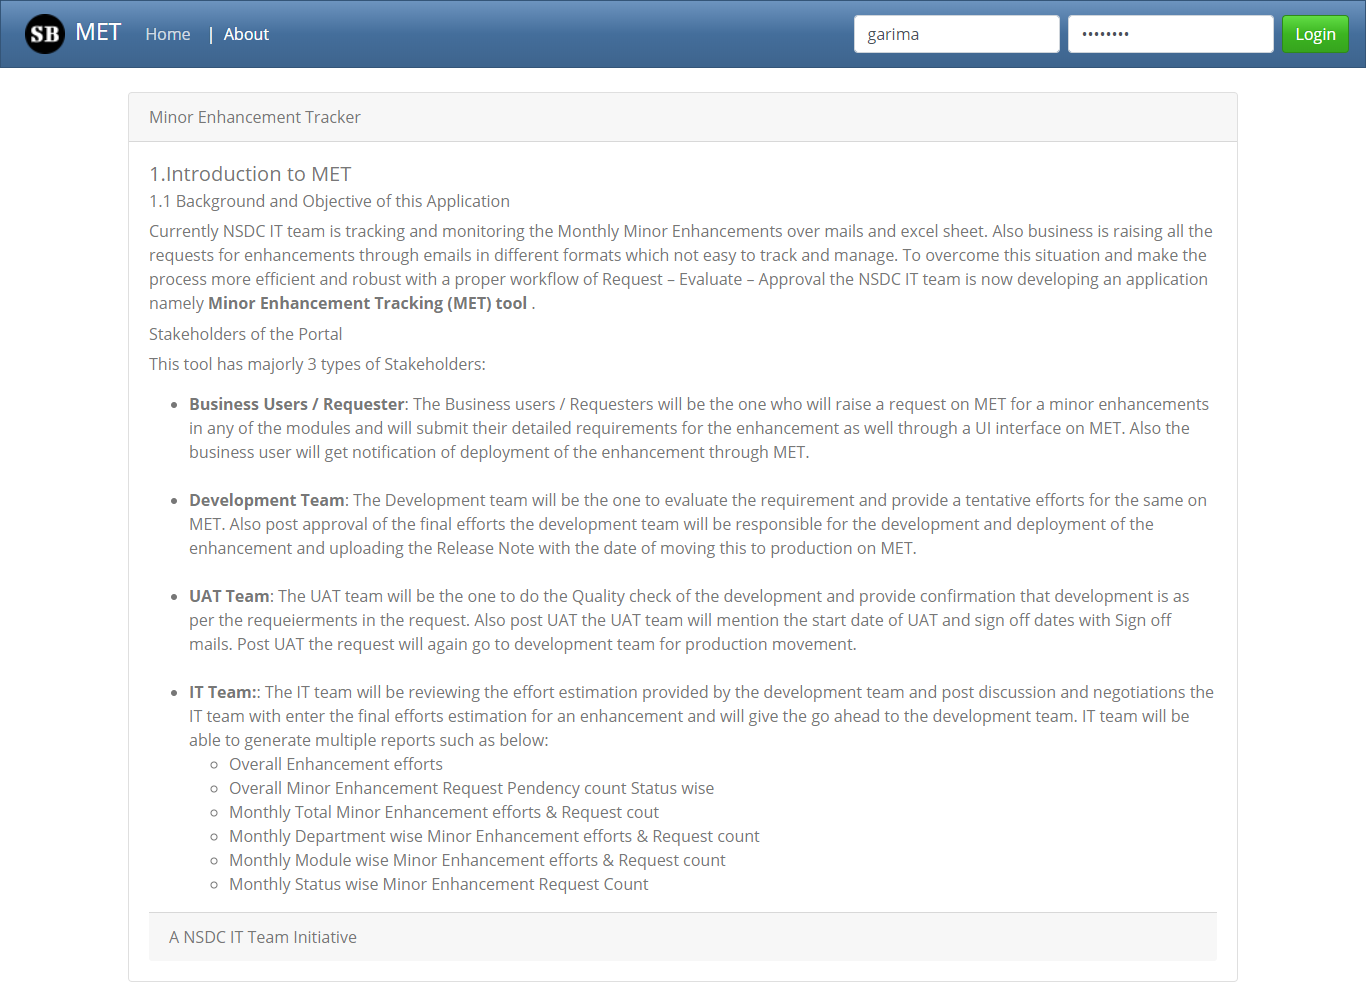 SB MET Home | About garima •••••••• Login
Minor Enhancement Tracker
1.Introduction to MET
1.1 Background and Objective of this Application
Currently NSDC IT team is tracking and monitoring the Monthly Minor Enhancements over mails and excel sheet. Also business is raising all the
requests for enhancements through emails in different formats which not easy to track and manage. To overcome this situation and make the
process more efficient and robust with a proper workflow of Request – Evaluate – Approval the NSDC IT team is now developing an application
namely Minor Enhancement Tracking (MET) tool .
Stakeholders of the Portal
This tool has majorly 3 types of Stakeholders:
• Business Users / Requester: The Business users / Requesters will be the one who will raise a request on MET for a minor enhancements
in any of the modules and will submit their detailed requirements for the enhancement as well through a UI interface on MET. Also the
business user will get notification of deployment of the enhancement through MET.
• Development Team: The Development team will be the one to evaluate the requirement and provide a tentative efforts for the same on
MET. Also post approval of the final efforts the development team will be responsible for the development and deployment of the
enhancement and uploading the Release Note with the date of moving this to production on MET.
• UAT Team: The UAT team will be the one to do the Quality check of the development and provide confirmation that development is as
per the requeierments in the request. Also post UAT the UAT team will mention the start date of UAT and sign off dates with Sign off
mails. Post UAT the request will again go to development team for production movement.
• IT Team:: The IT team will be reviewing the effort estimation provided by the development team and post discussion and negotiations the
IT team with enter the final efforts estimation for an enhancement and will give the go ahead to the development team. IT team will be
able to generate multiple reports such as below:
◦ Overall Enhancement efforts
◦ Overall Minor Enhancement Request Pendency count Status wise
◦ Monthly Total Minor Enhancement efforts & Request cout
◦ Monthly Department wise Minor Enhancement efforts & Request count
◦ Monthly Module wise Minor Enhancement efforts & Request count
◦ Monthly Status wise Minor Enhancement Request Count
A NSDC IT Team Initiative